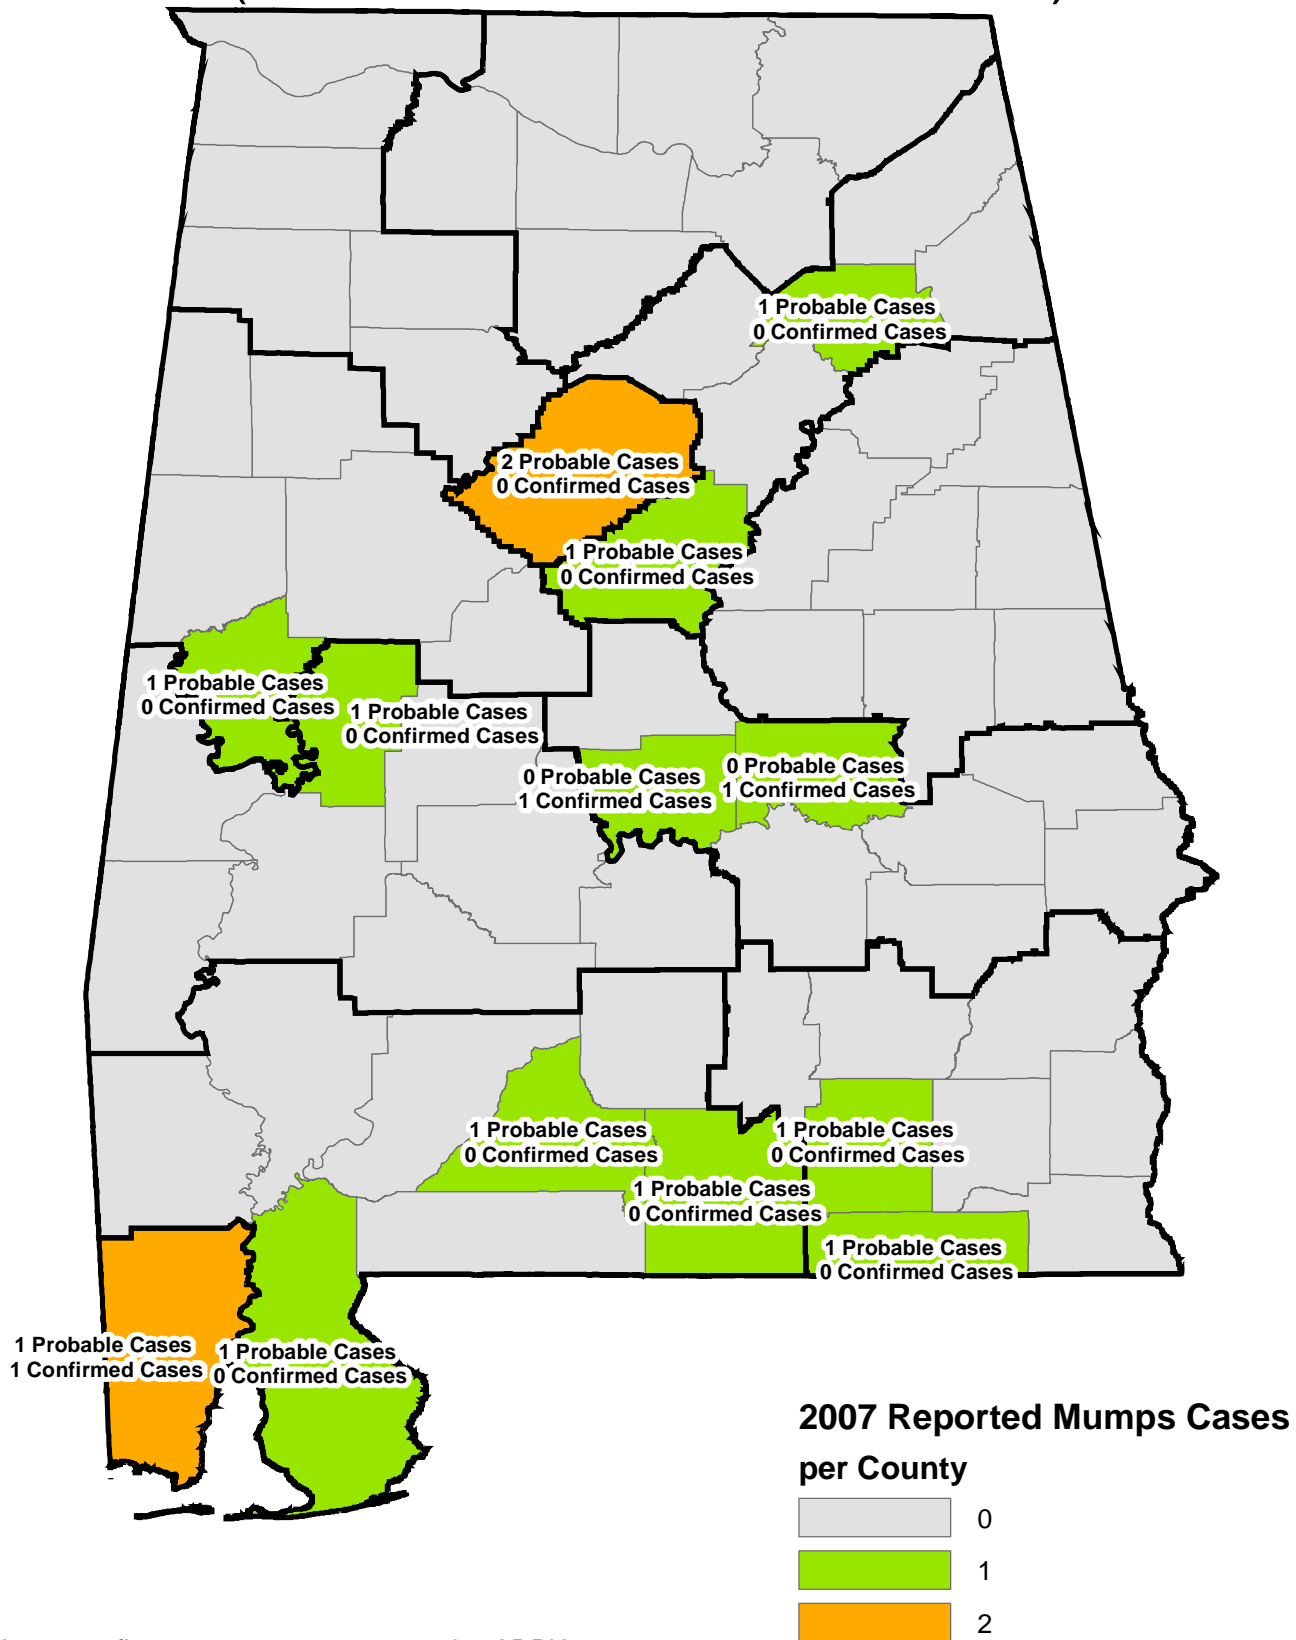 1 Probable Cases
0 Confirmed Cases
2 Probable Cases
0 Confirmed Cases
1 Probable Cases
0 Confirmed Cases
1 Probable Cases
0 Confirmed Cases
1 Probable Cases
0 Confirmed Cases
0 Probable Cases
1 Confirmed Cases
0 Probable Cases
1 Confirmed Cases
1 Probable Cases
0 Confirmed Cases
1 Probable Cases
0 Confirmed Cases
1 Probable Cases
0 Confirmed Cases
1 Probable Cases
0 Confirmed Cases
1 Probable Cases
1 Confirmed Cases
1 Probable Cases
0 Confirmed Cases
2007 Reported Mumps Cases
per County
0
1
2